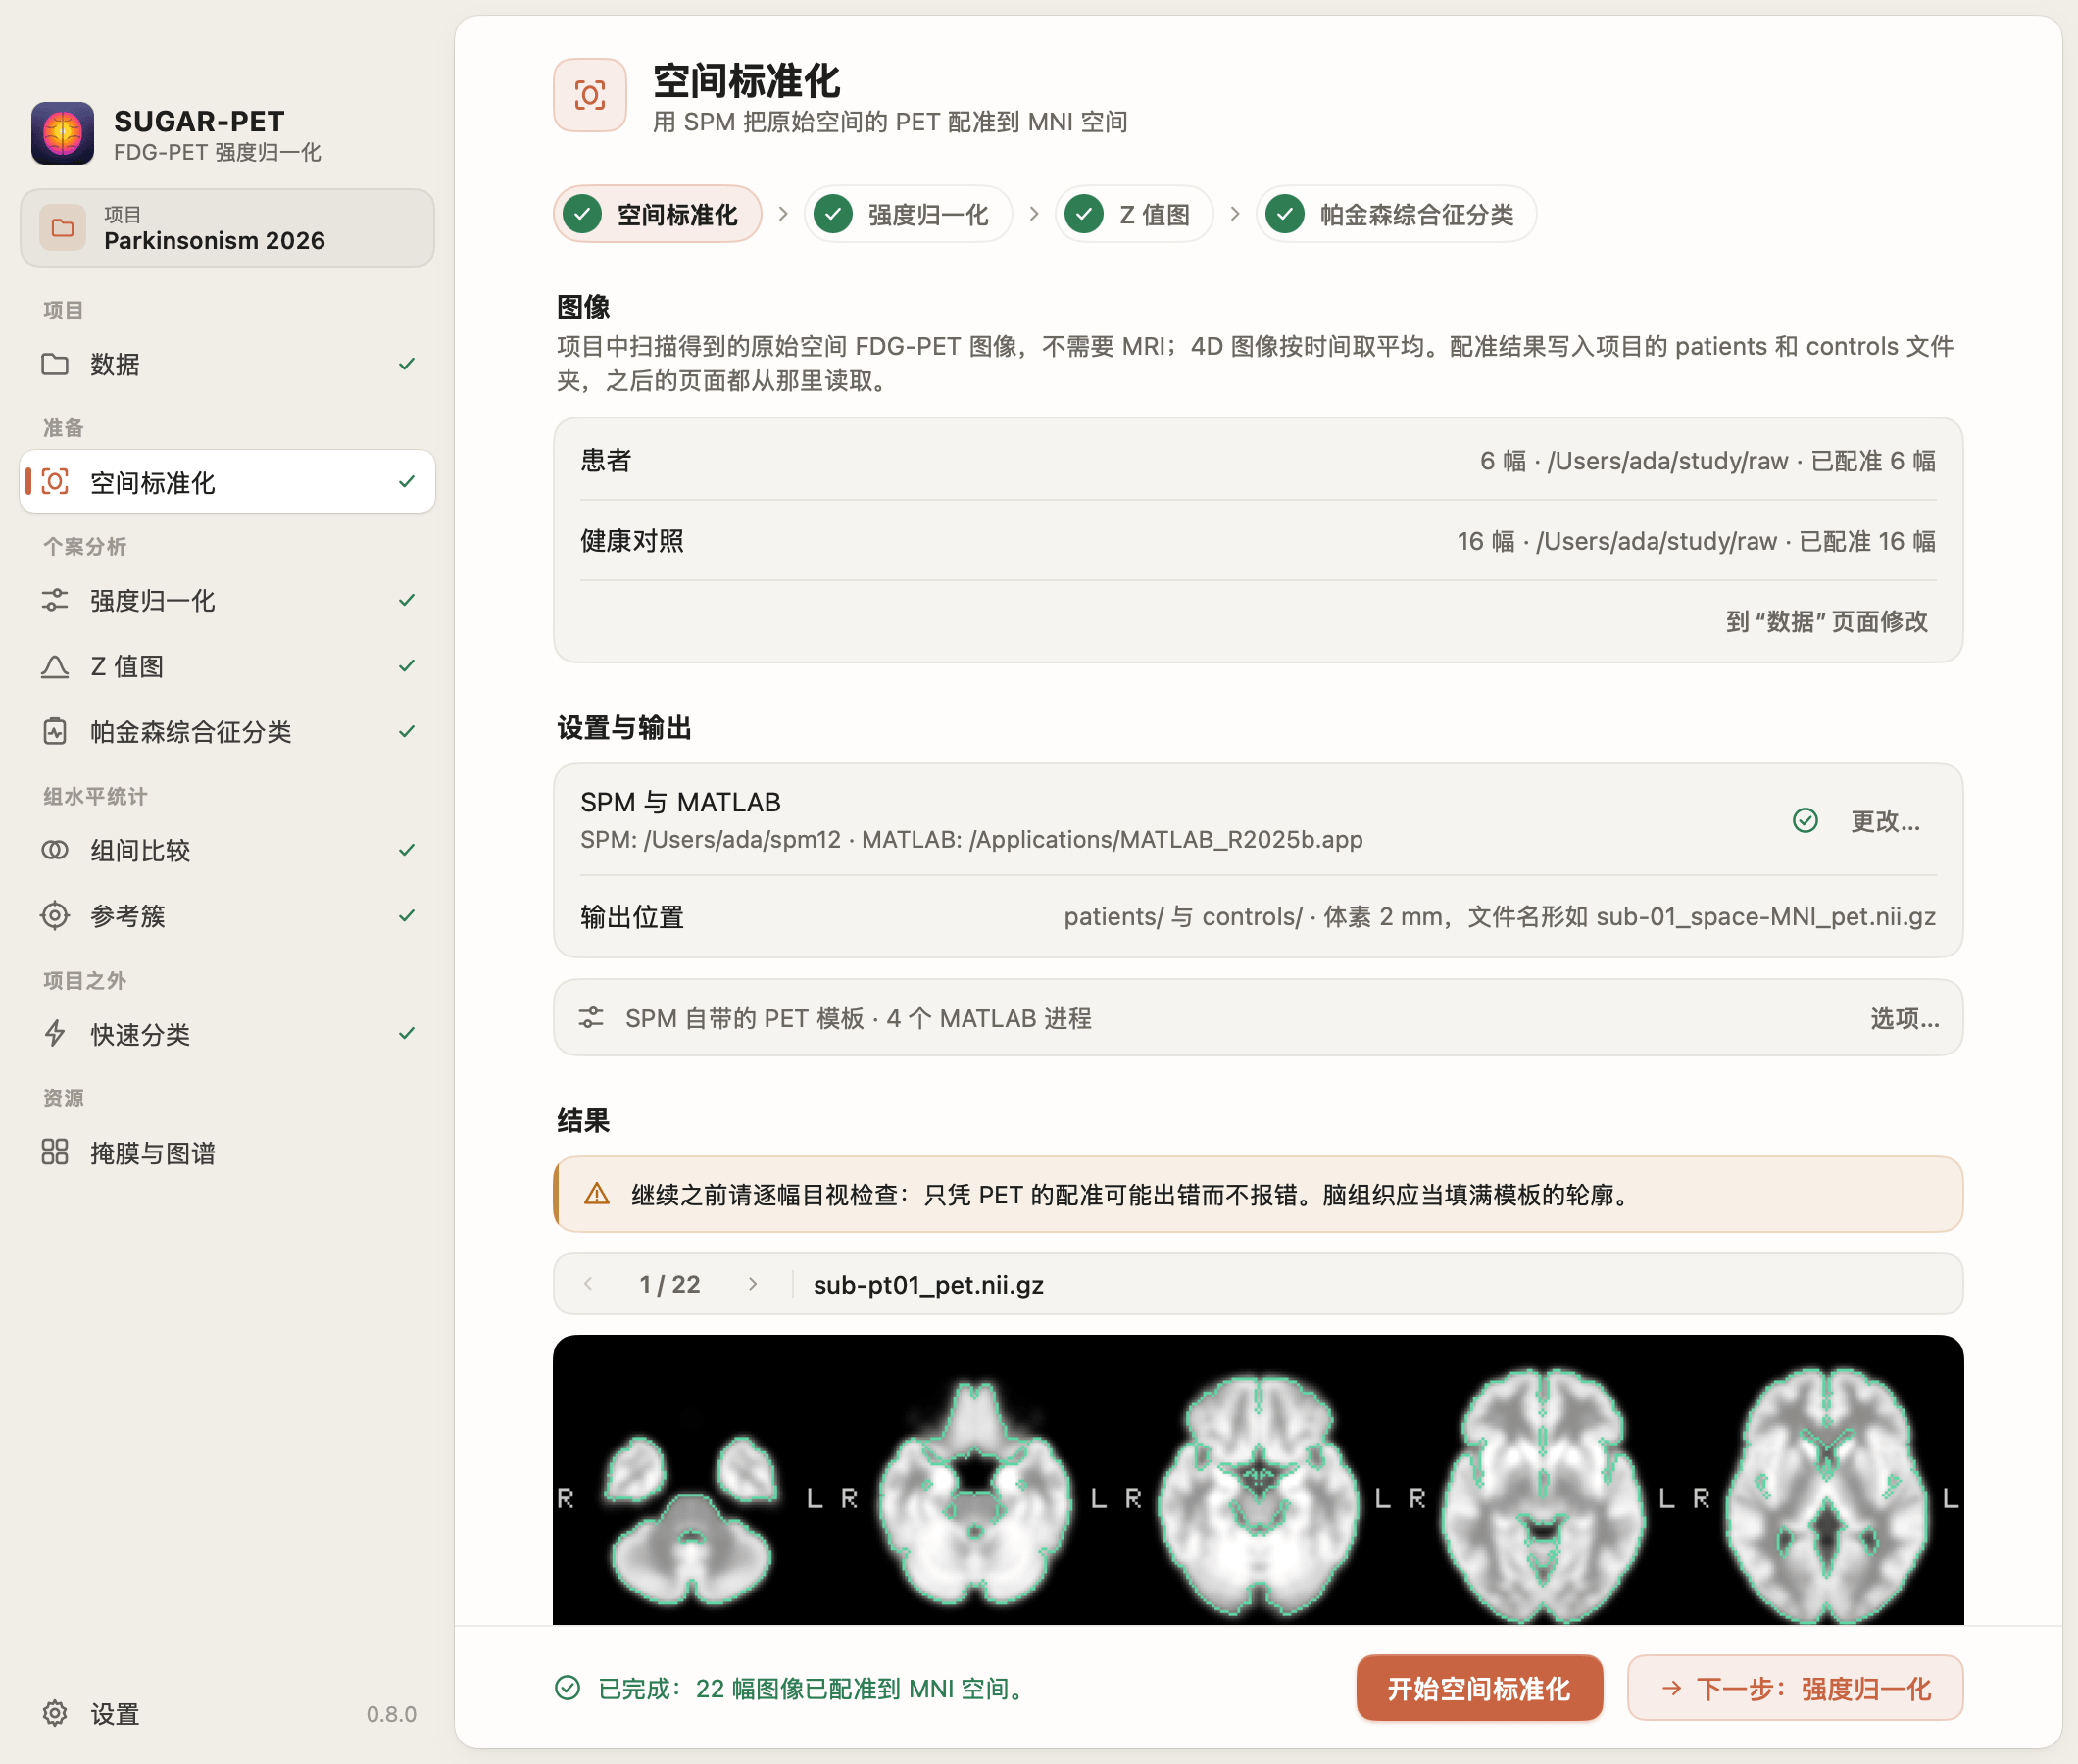 SUGAR-PET
FDG-PET 强度归一化
项目
Parkinsonism 2026
项目
数据
准备
空间标准化
个案分析
强度归一化
Z 值图
帕金森综合征分类
组水平统计
组间比较
参考簇
项目之外
快速分类
资源
掩膜与图谱
设置
0.8.0
空间标准化
用 SPM 把原始空间的 PET 配准到 MNI 空间
空间标准化
强度归一化
Z 值图
帕金森综合征分类
图像
项目中扫描得到的原始空间 FDG-PET 图像，不需要 MRI；4D 图像按时间取平均。配准结果写入项目的 patients 和 controls 文件
夹，之后的页面都从那里读取。
患者
6 幅 · /Users/ada/study/raw · 已配准 6 幅
健康对照
16 幅 · /Users/ada/study/raw · 已配准 16 幅
到“数据”页面修改
设置与输出
SPM 与 MATLAB
SPM: /Users/ada/spm12 · MATLAB: /Applications/MATLAB_R2025b.app
更改...
输出位置
patients/ 与 controls/ · 体素 2 mm，文件名形如 sub-01_space-MNI_pet.nii.gz
SPM 自带的 PET 模板 · 4 个 MATLAB 进程
选项...
结果
继续之前请逐幅目视检查：只凭 PET 的配准可能出错而不报错。脑组织应当填满模板的轮廓。
1 / 22
sub-pt01_pet.nii.gz
R L R L R L R L R L
已完成：22 幅图像已配准到 MNI 空间。
开始空间标准化
下一步：强度归一化